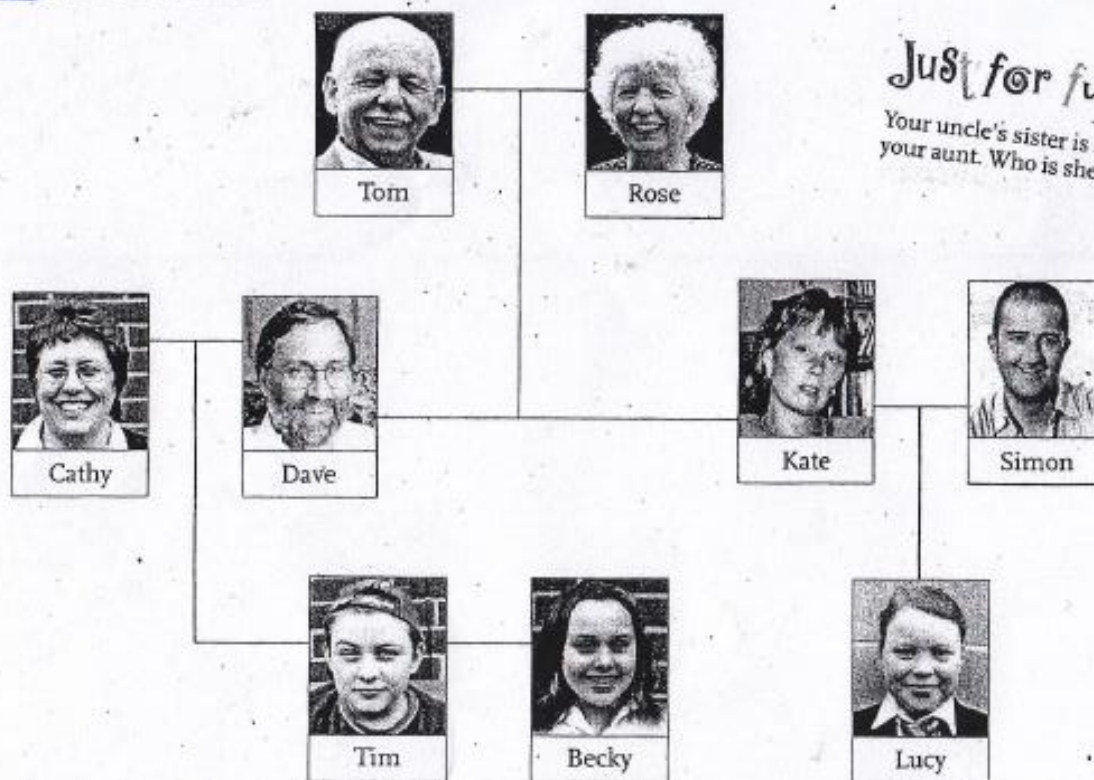 Tom
Rose
Just for
Your uncle's sister is
your aunt. Who is she
Cathy
Dave
Kate
Simon
Tim
Becky
Lucy